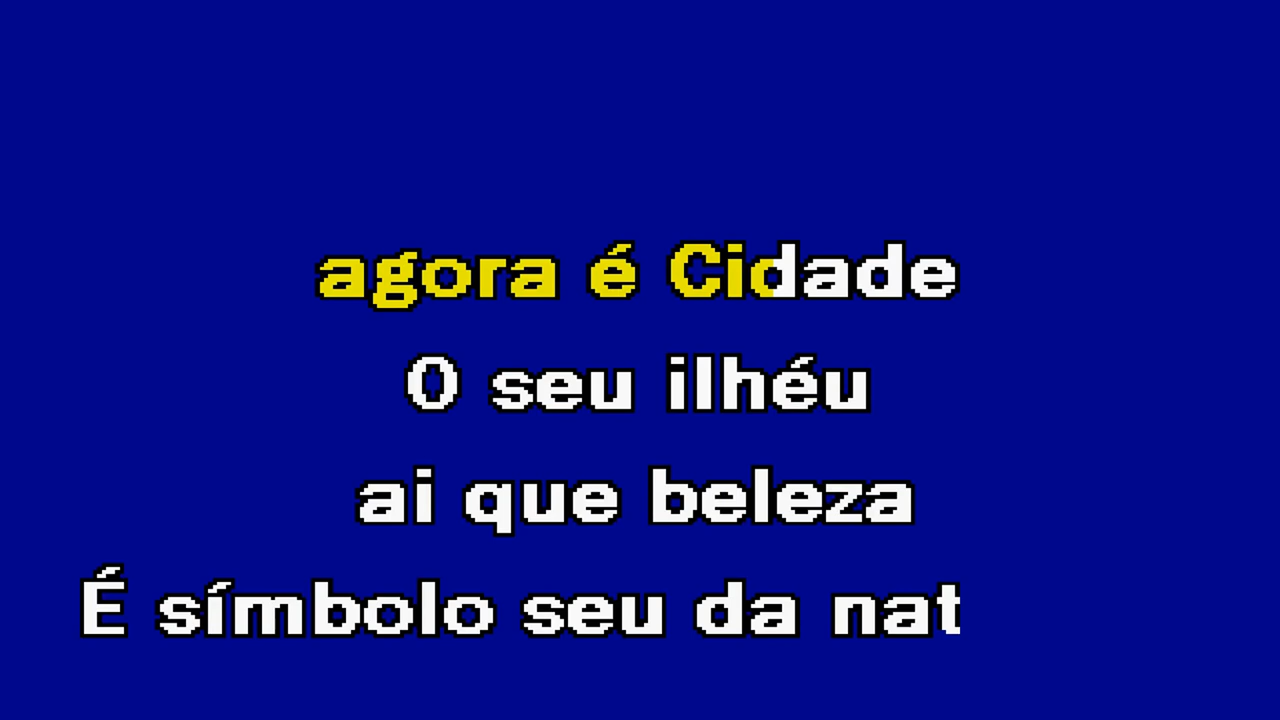 agora é Cidade
O seu ilhéu
ai que beleza
É símbolo seu da nat